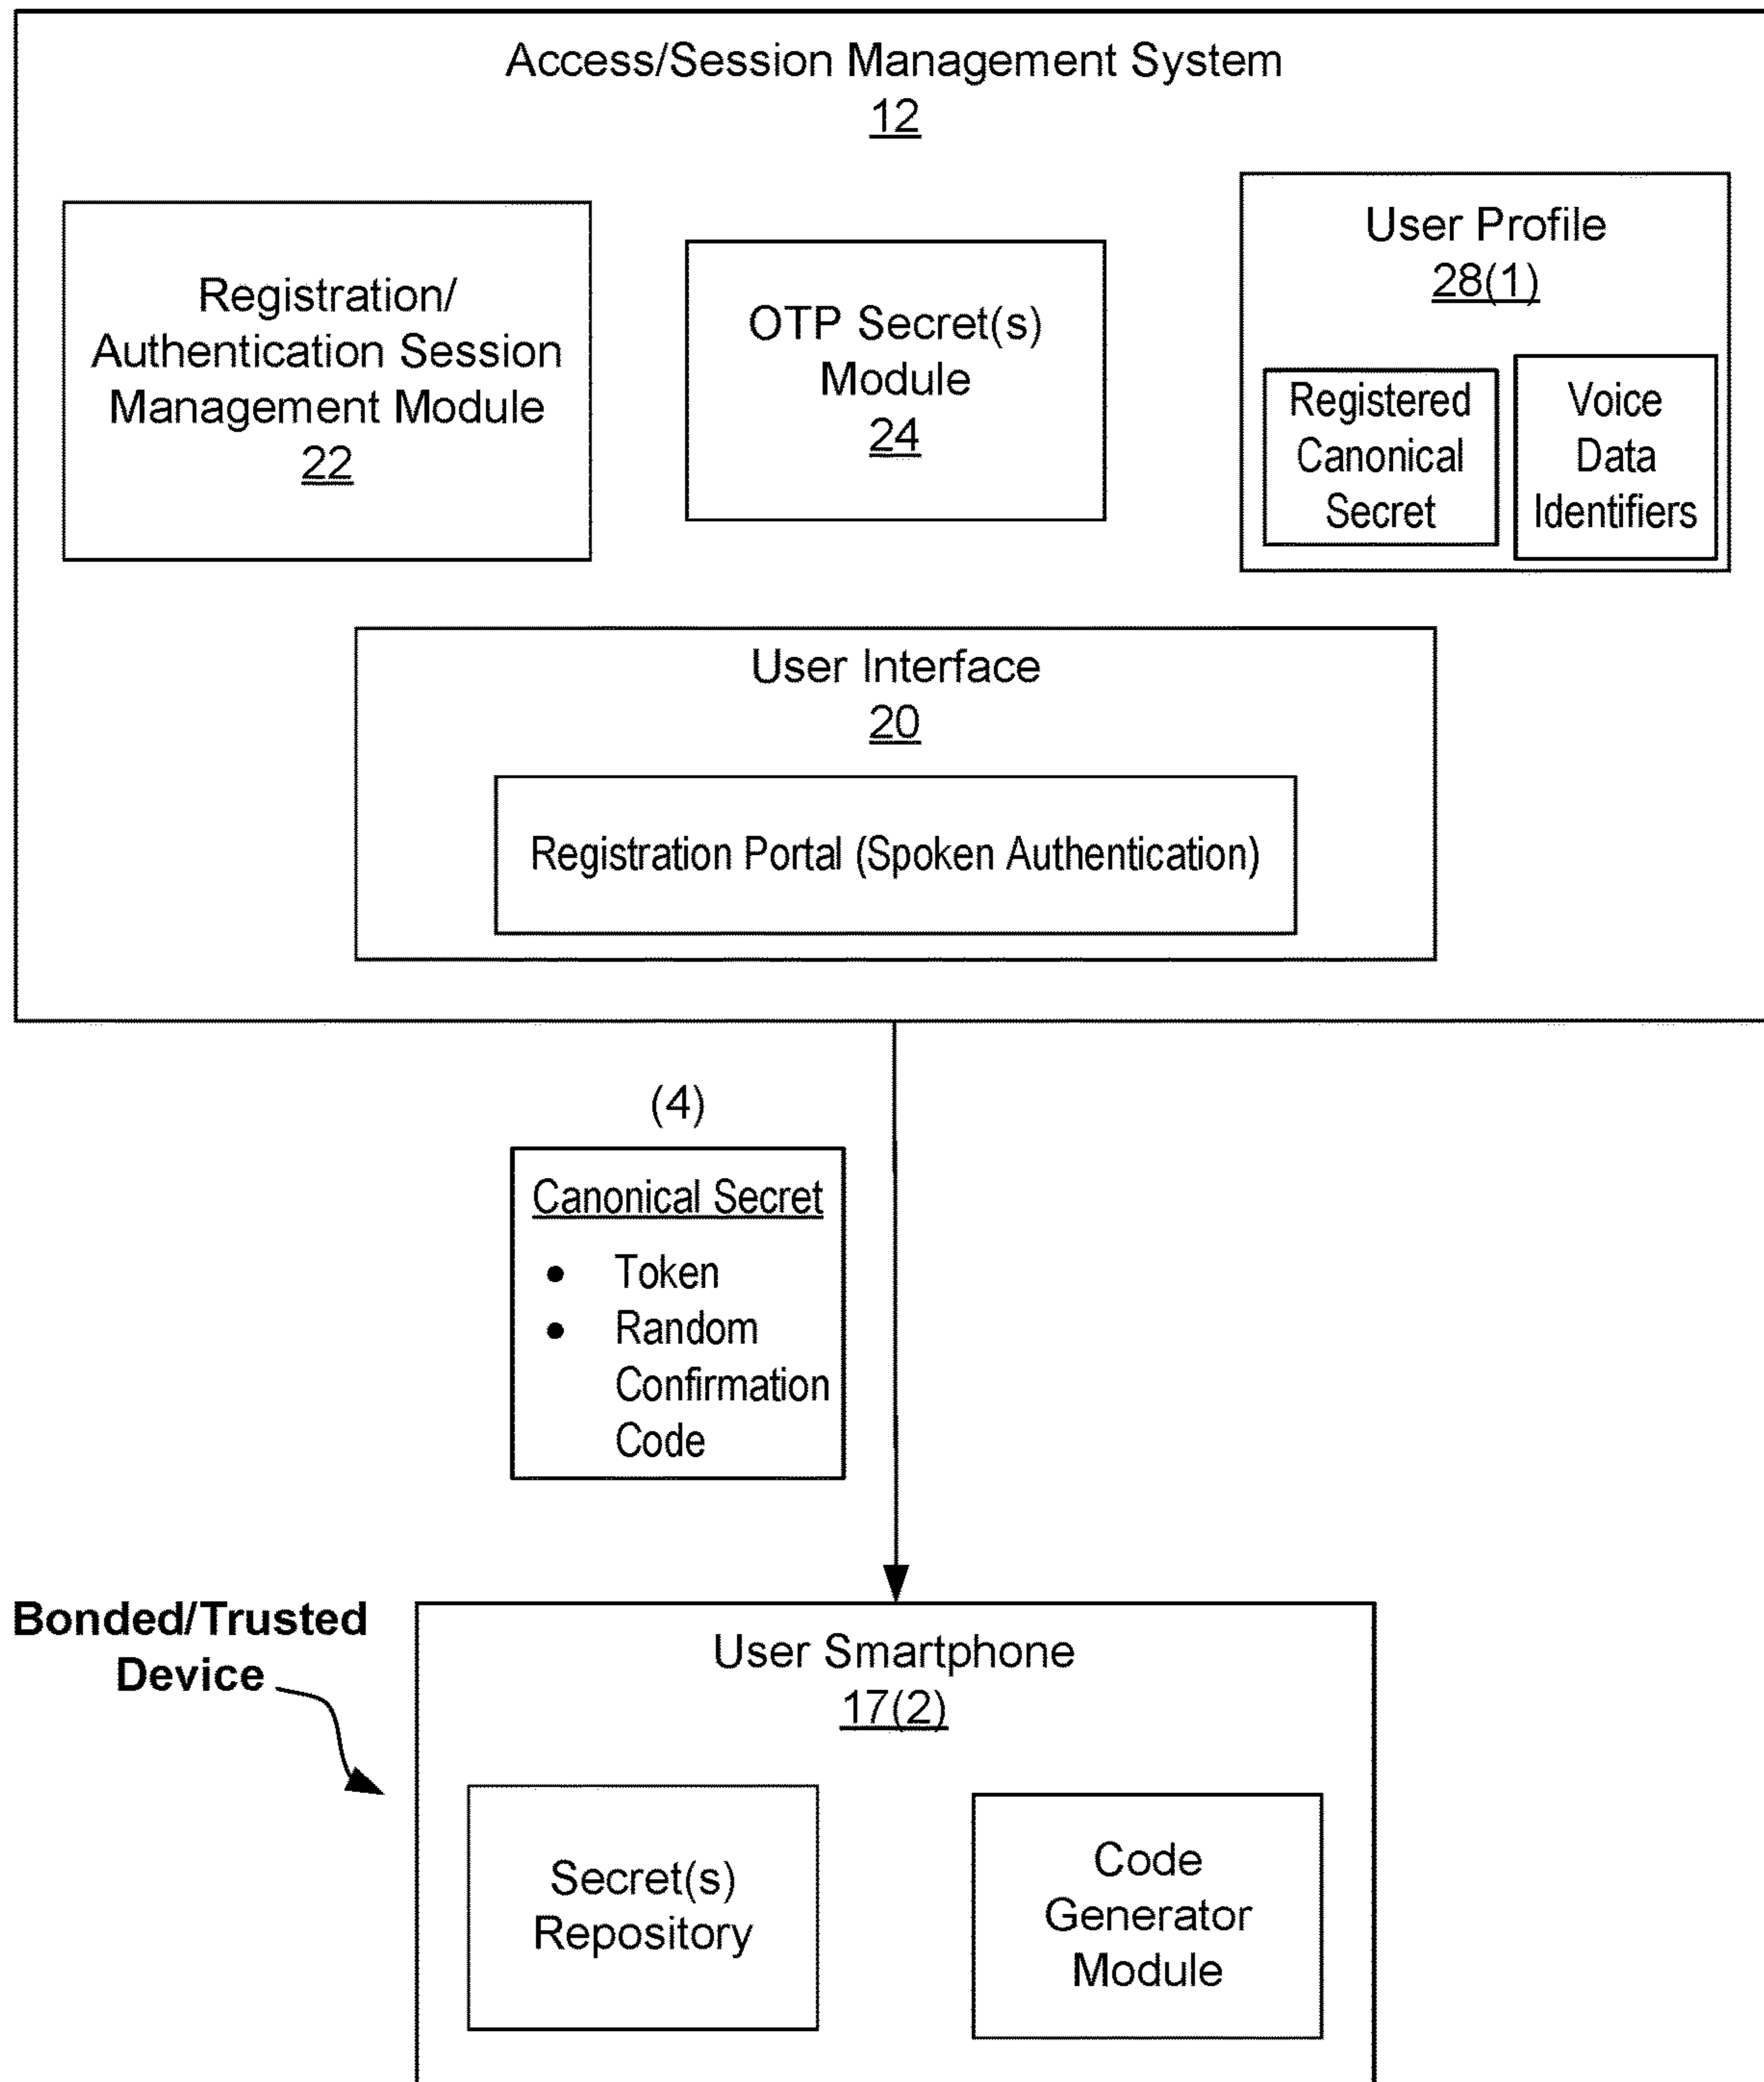 Access/Session Management System
12
Registration/
Authentication Session
Management Module
22
OTP Secret(s)
Module
24
User Profile
28(1)
Registered
Canonical
Secret
Voice
Data
Identifiers
User Interface
20
Registration Portal (Spoken Authentication)
(4)
Canonical Secret
• Token
• Random
Confirmation
Code
Bonded/Trusted
Device
User Smartphone
17(2)
Secret(s)
Repository
Code
Generator
Module